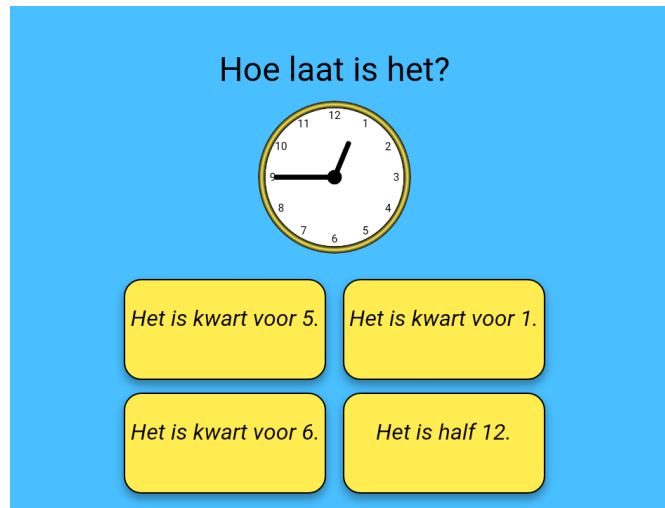 Hoe laat is het?
12
11
1
10
2
9
3
8
4
7
5
6
Het is kwart voor 5.
Het is kwart voor 1.
Het is kwart voor 6.
Het is half 12.